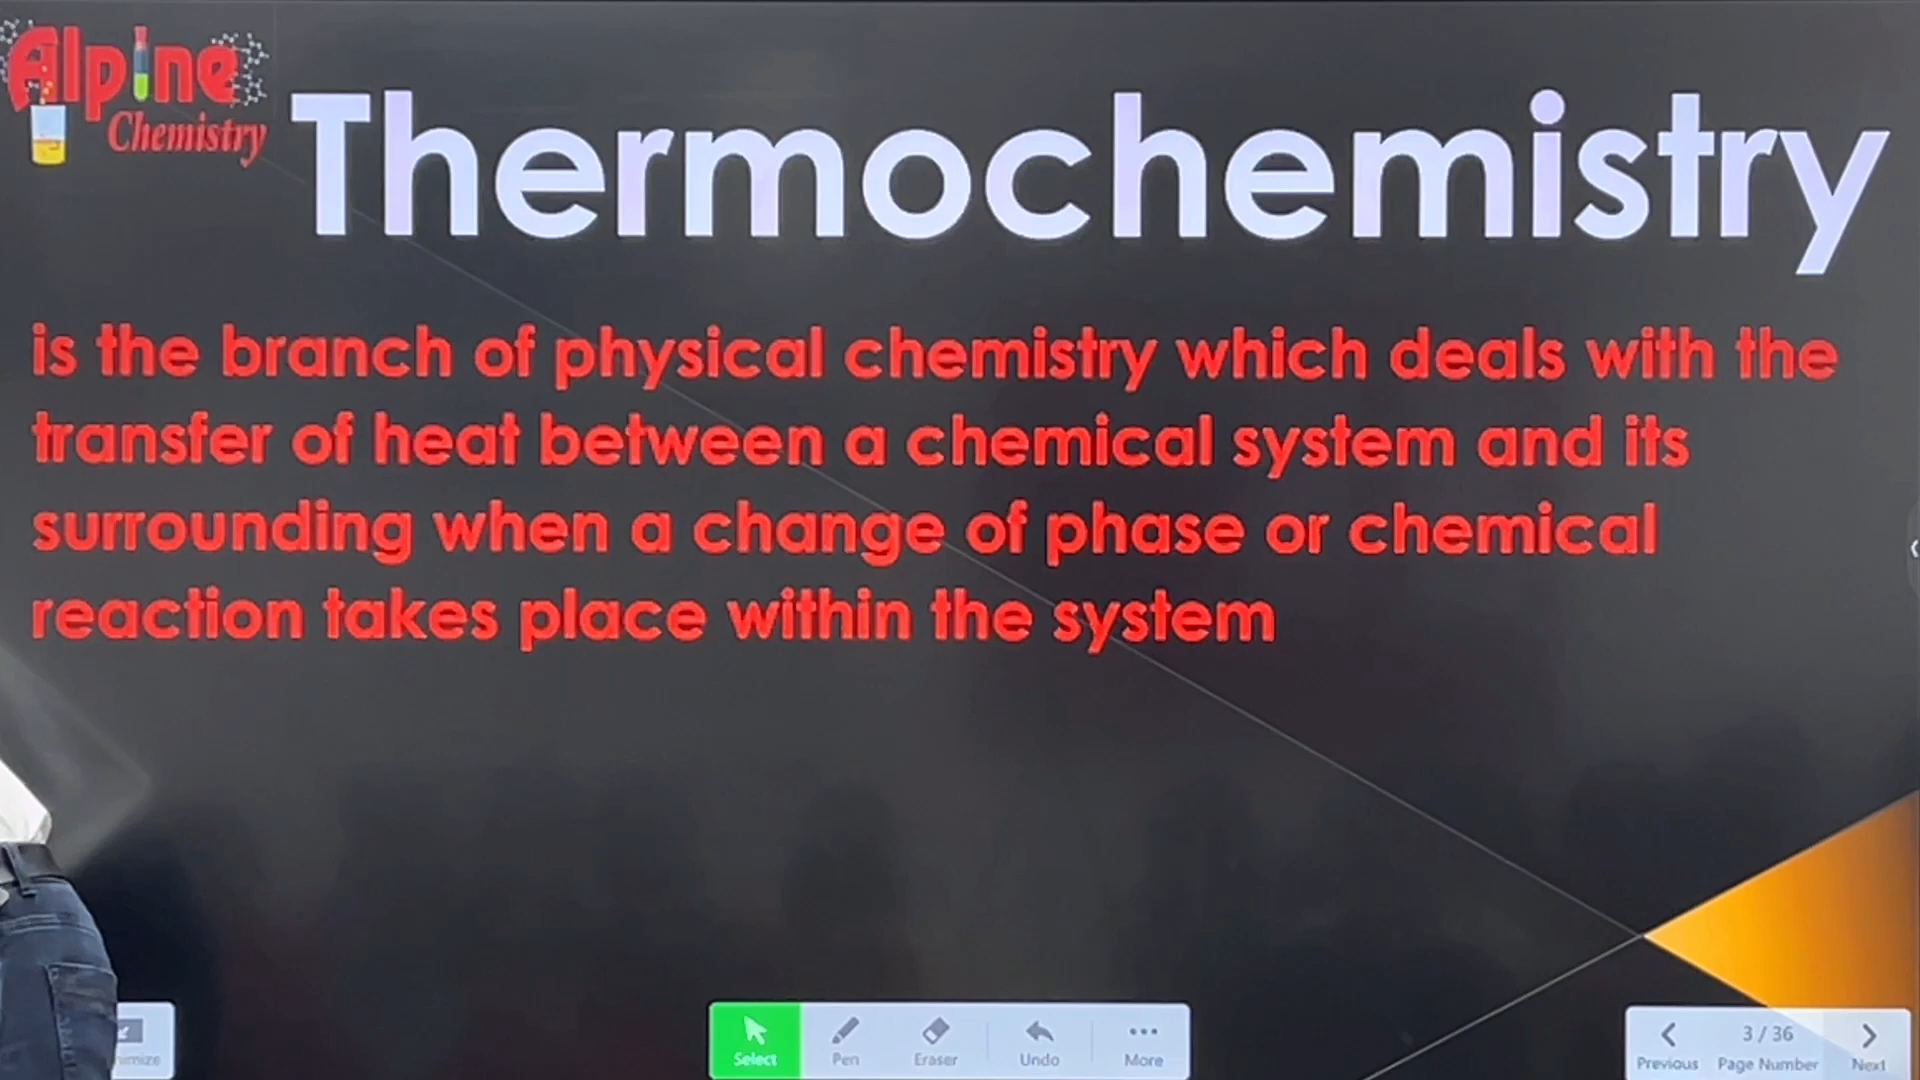 Alpine
Chemistry
Thermochemistry
is the branch of physical chemistry which deals with the
transfer of heat between a chemical system and its
surrounding when a change of phase or chemical
reaction takes place within the system
Select
Pen
Eraser
Undo
More
3 / 36
Previous
Page Number
Next